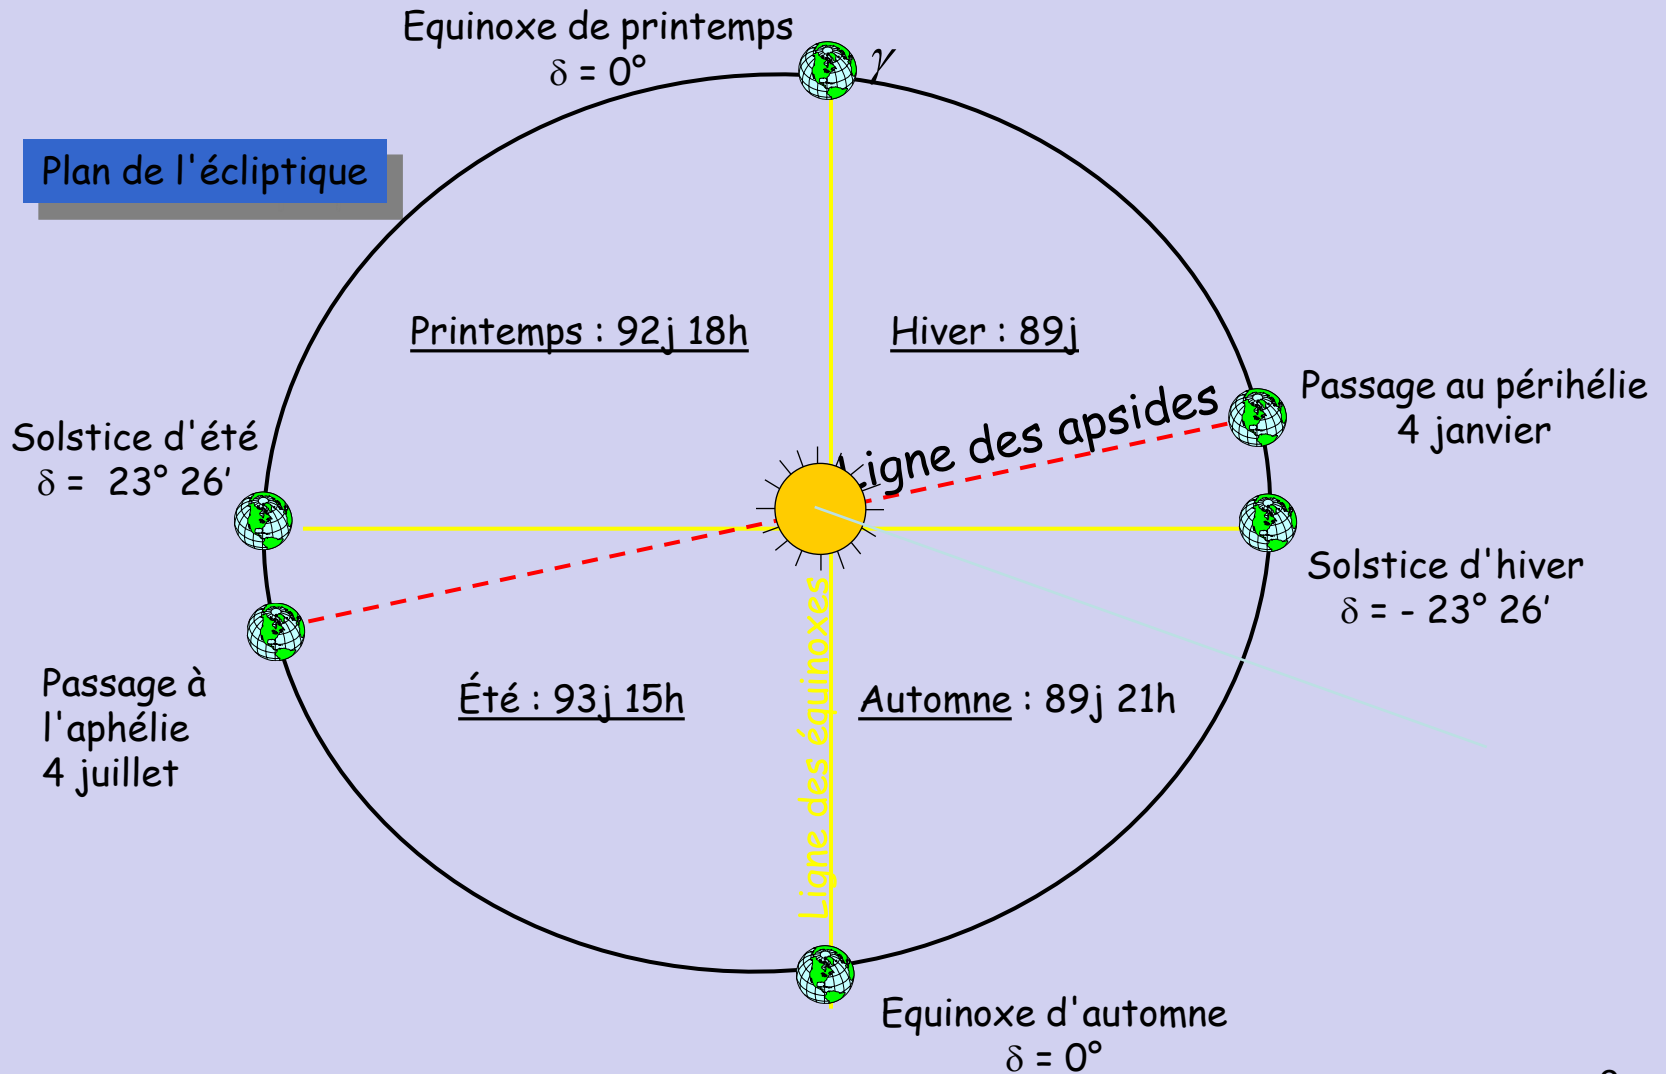 Equinoxe de printemps
δ = 0°
γ
Plan de l'écliptique
Printemps : 92j 18h
Hiver : 89j
Passage au périhélie
4 janvier
Ligne des apsides
Solstice d'été
δ = 23° 26′
Solstice d'hiver
δ = - 23° 26′
Ligne des équinoxes
Passage à
l'aphélie
4 juillet
Été : 93j 15h
Automne : 89j 21h
Equinoxe d'automne
δ = 0°